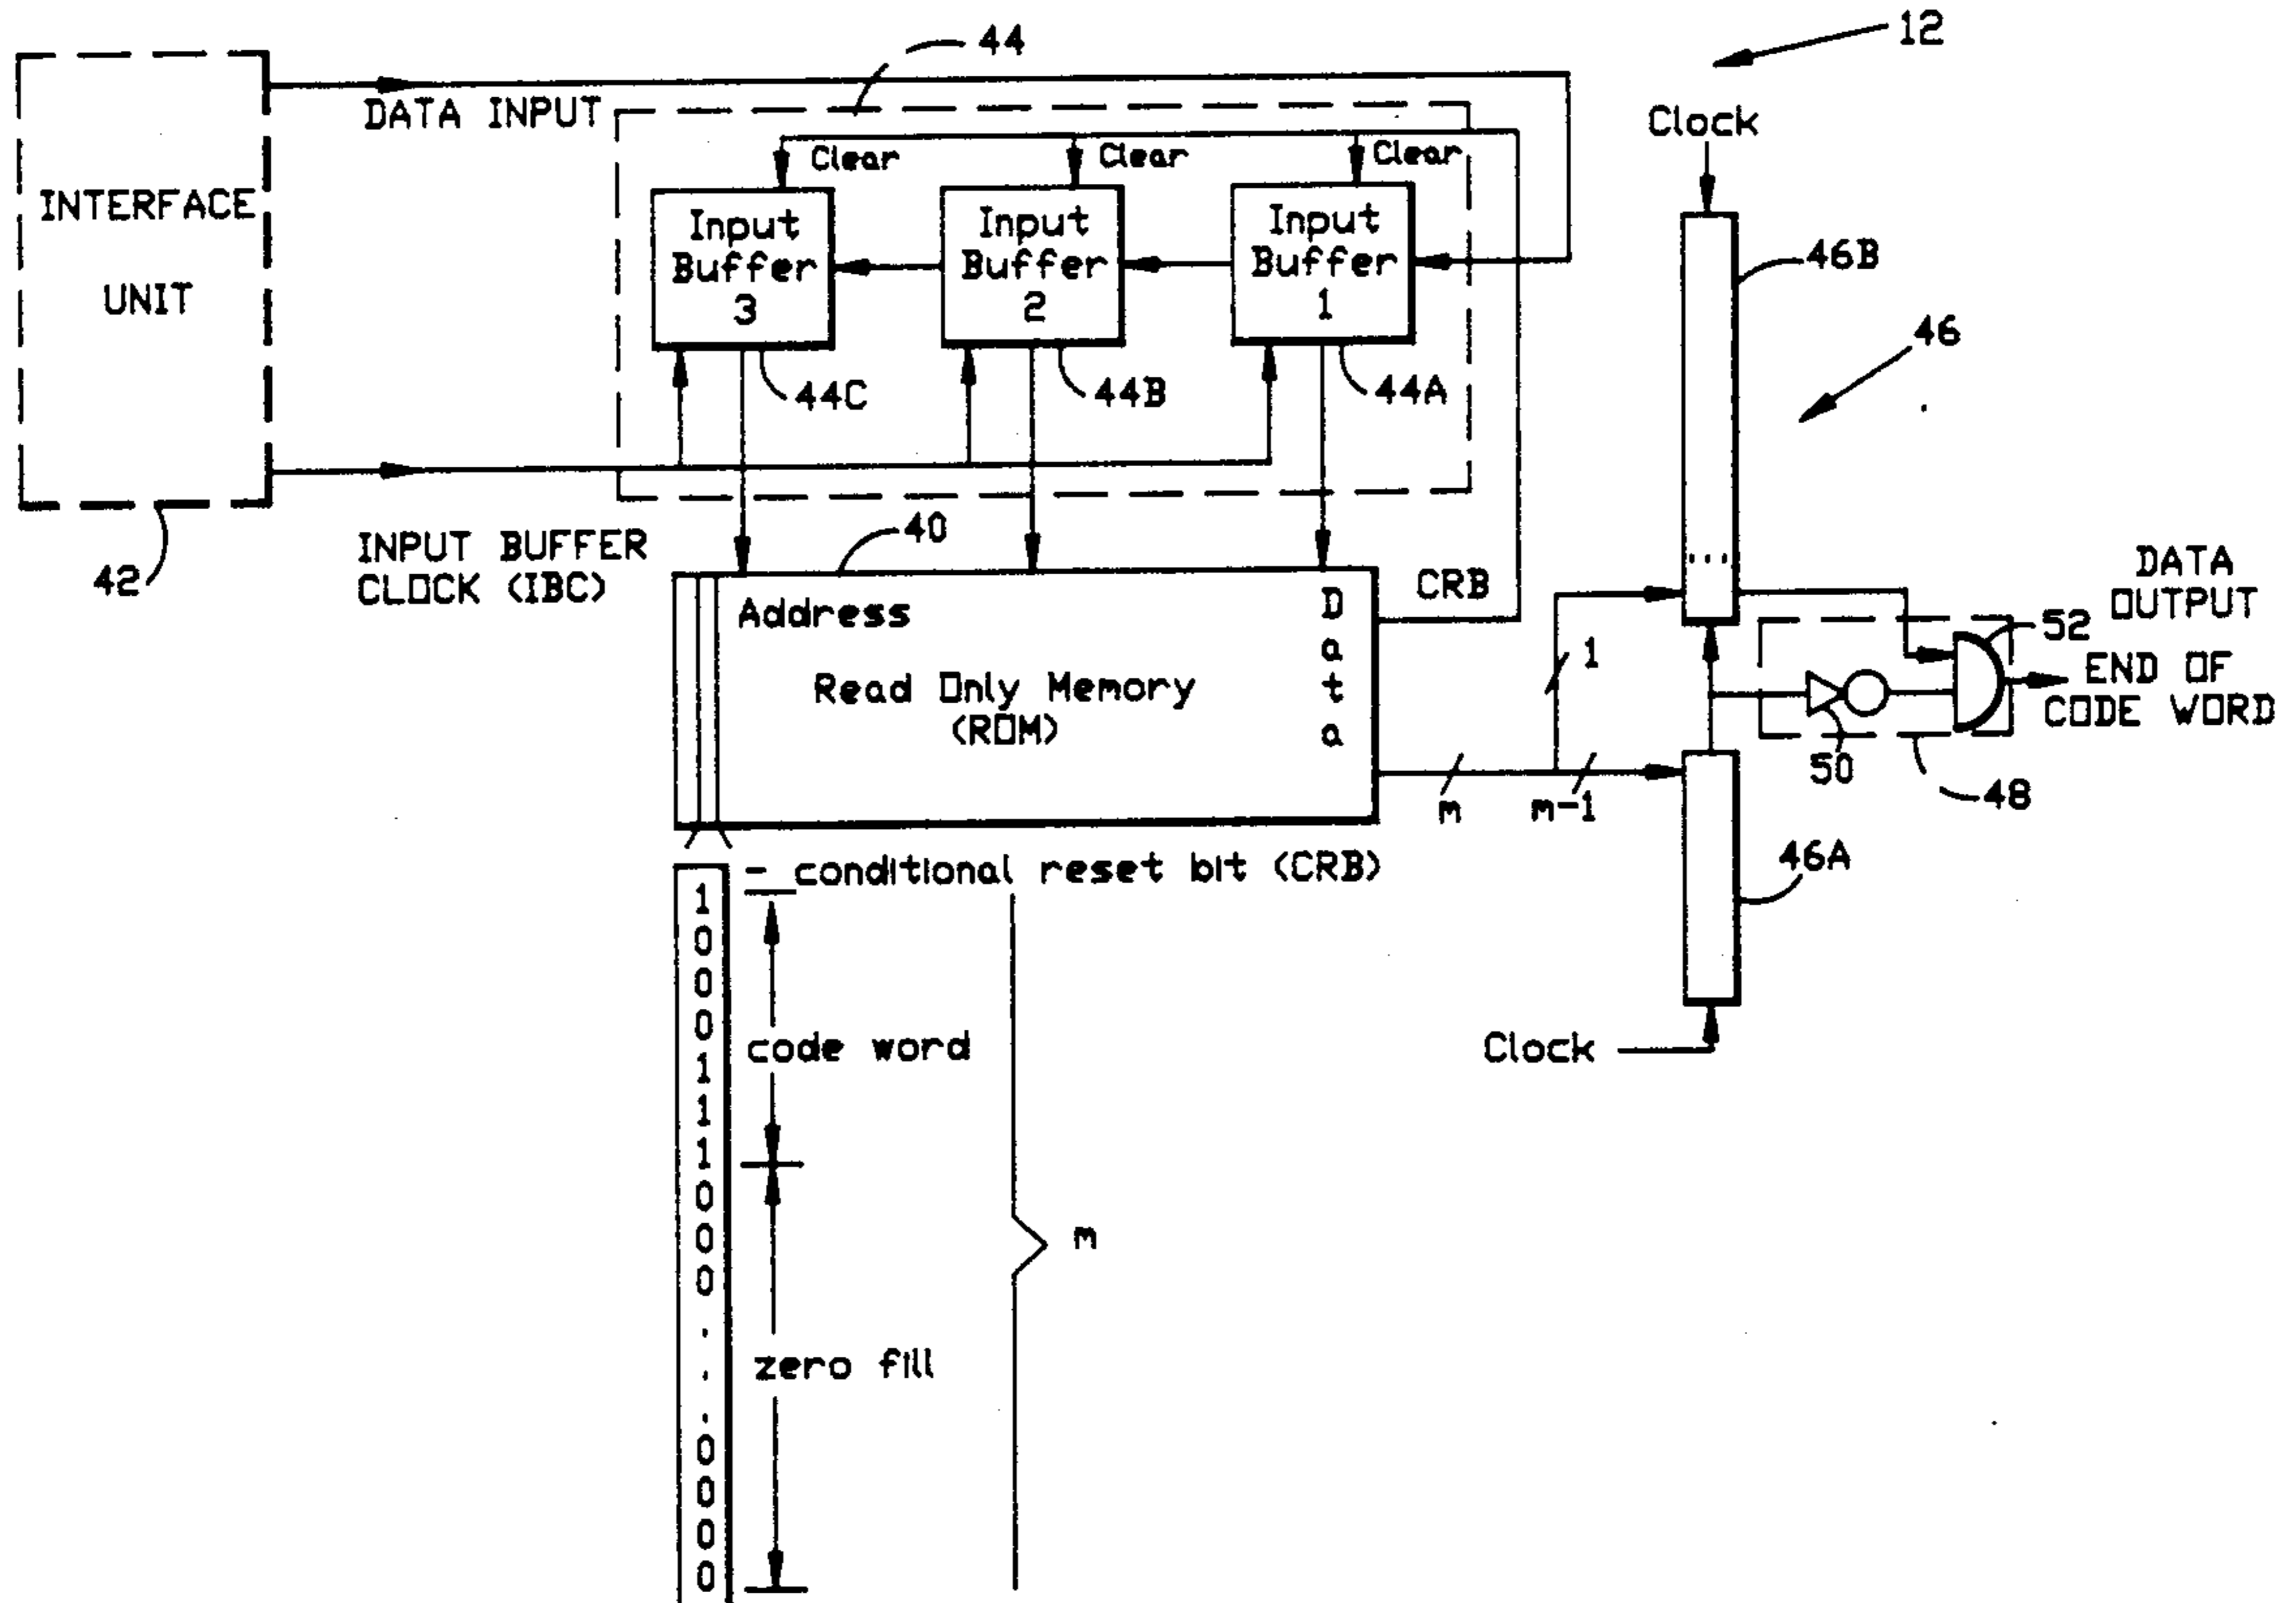 12
44
DATA INPUT
Clock
Clear
Clear
Clear
INTERFACE
UNIT
Input
Buffer
3
Input
Buffer
2
Input
Buffer
1
46B
46
44C
44B
44A
42
INPUT BUFFER
CLOCK (IBC)
40
Address
Data
CRB
Read Only Memory
(ROM)
1
m
m-1
DATA
OUTPUT
52
END OF
CODE WORD
50
48
46A
Clock
- conditional reset bit (CRB)
1
0
0
0
1
1
1
0
0
0
.
.
.
0
0
0
0
code word
zero fill
m